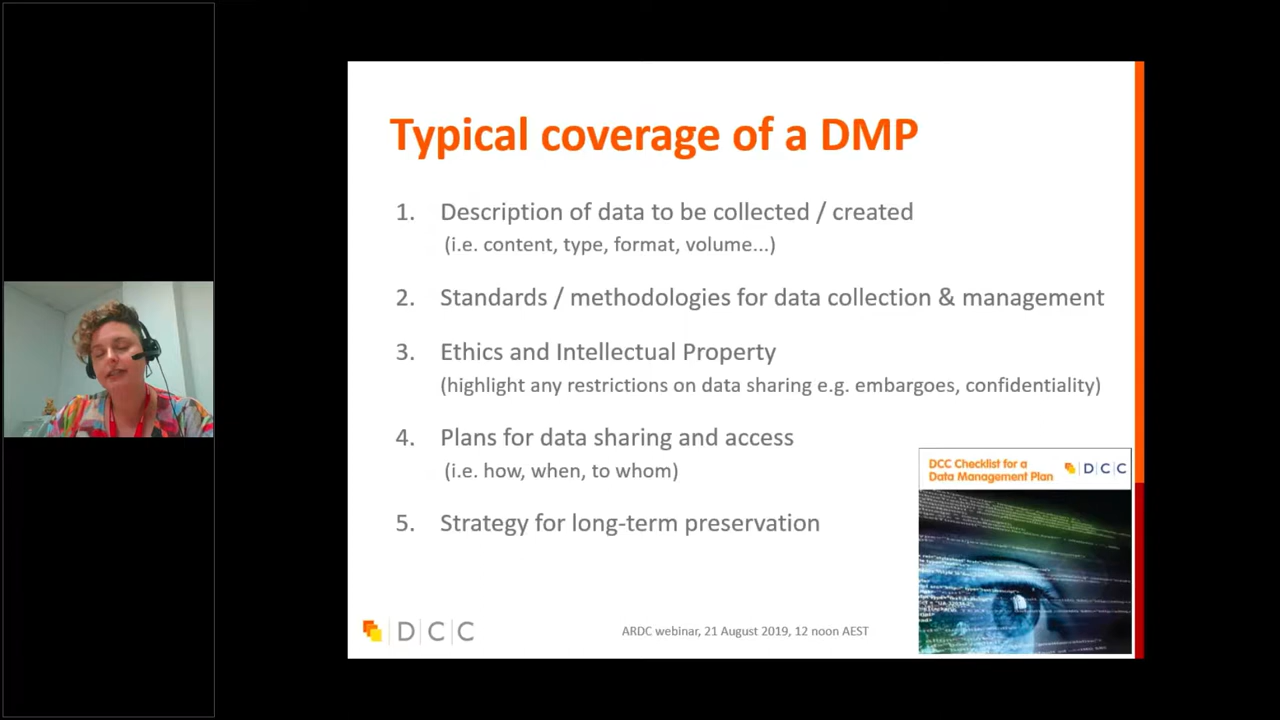 Typical coverage of a DMP
1. Description of data to be collected / created
(i.e. content, type, format, volume...)
2. Standards / methodologies for data collection & management
3. Ethics and Intellectual Property
(highlight any restrictions on data sharing e.g. embargoes, confidentiality)
4. Plans for data sharing and access
(i.e. how, when, to whom)
5. Strategy for long-term preservation
DCC Checklist for a
Data Management Plan
D C C
D C C
ARDC webinar, 21 August 2019, 12 noon AEST